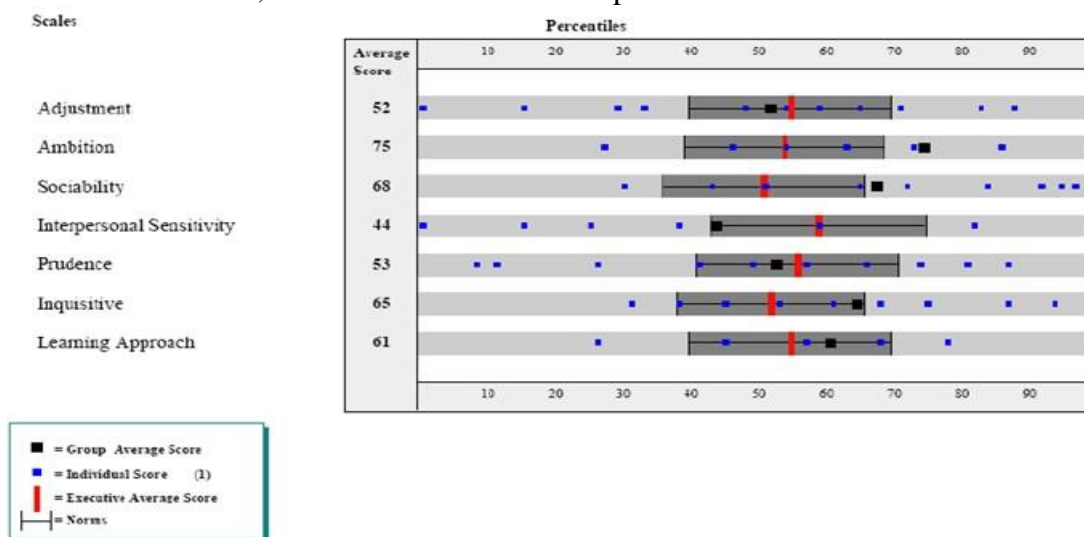 Scales
Percentiles
Average Score
10 20 30 40 50 60 70 80 90
Adjustment 52
Ambition 75
Sociability 68
Interpersonal Sensitivity 44
Prudence 53
Inquisitive 65
Learning Approach 61
10 20 30 40 50 60 70 80 90
= Group Average Score
= Individual Score (1)
= Executive Average Score
= Norms